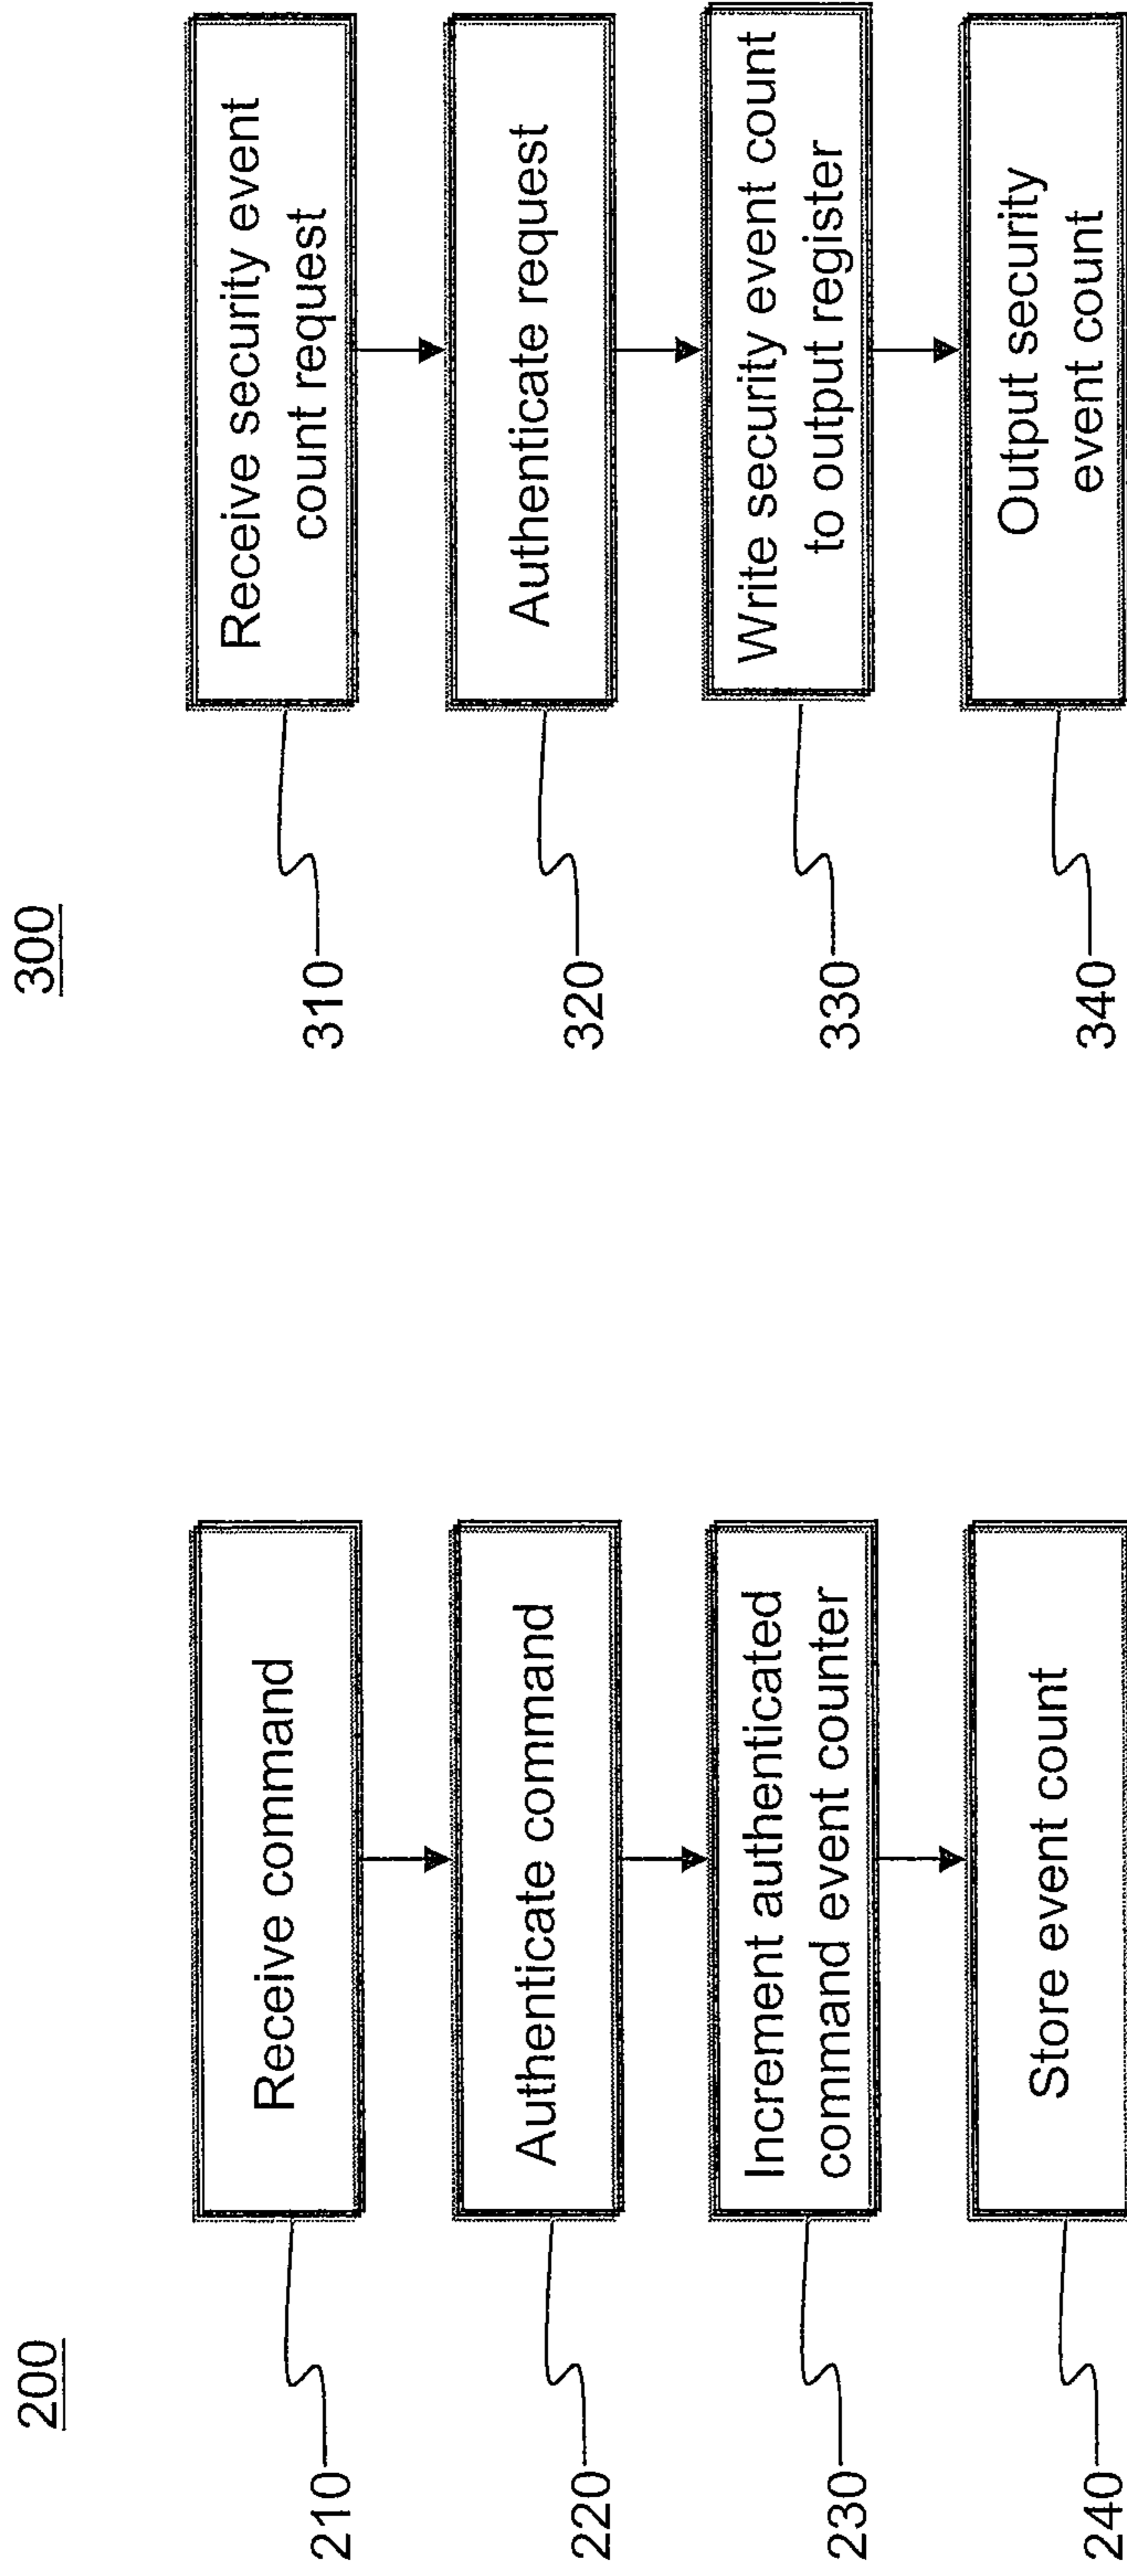 200
210
Receive command
220
Authenticate command
230
Increment authenticated
command event counter
240
Store event count
300
310
Receive security event
count request
320
Authenticate request
330
Write security event count
to output register
340
Output security
event count